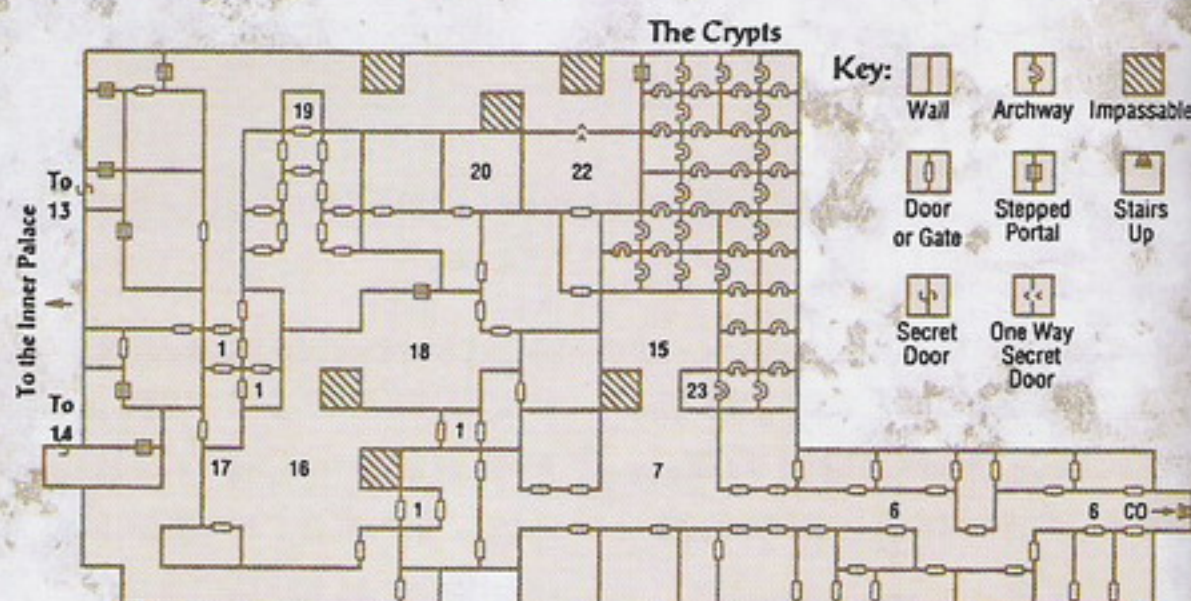 The Crypts
Key:
Wall
Archway
Impassable
Door
or Gate
Stepped
Portal
Stairs
Up
Secret
Door
One Way
Secret
Door
To the Inner Palace
To
13
To
14
19
20
22
1
18
15
1
23
1
17
16
7
1
6
6
CO